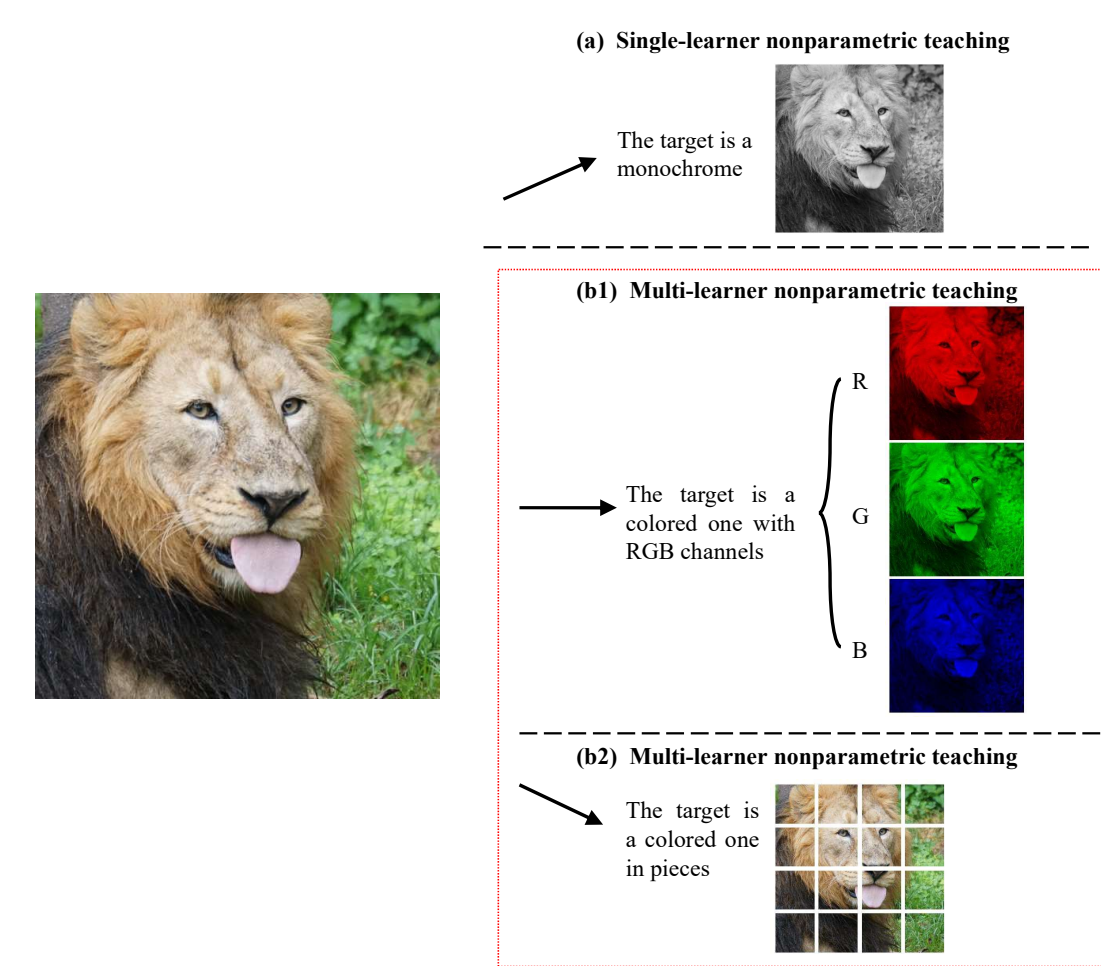 (a) Single-learner nonparametric teaching
The target is a
monochrome
(b1) Multi-learner nonparametric teaching
R
The target is a
colored one with
RGB channels
G
B
(b2) Multi-learner nonparametric teaching
The target is
a colored one
in pieces